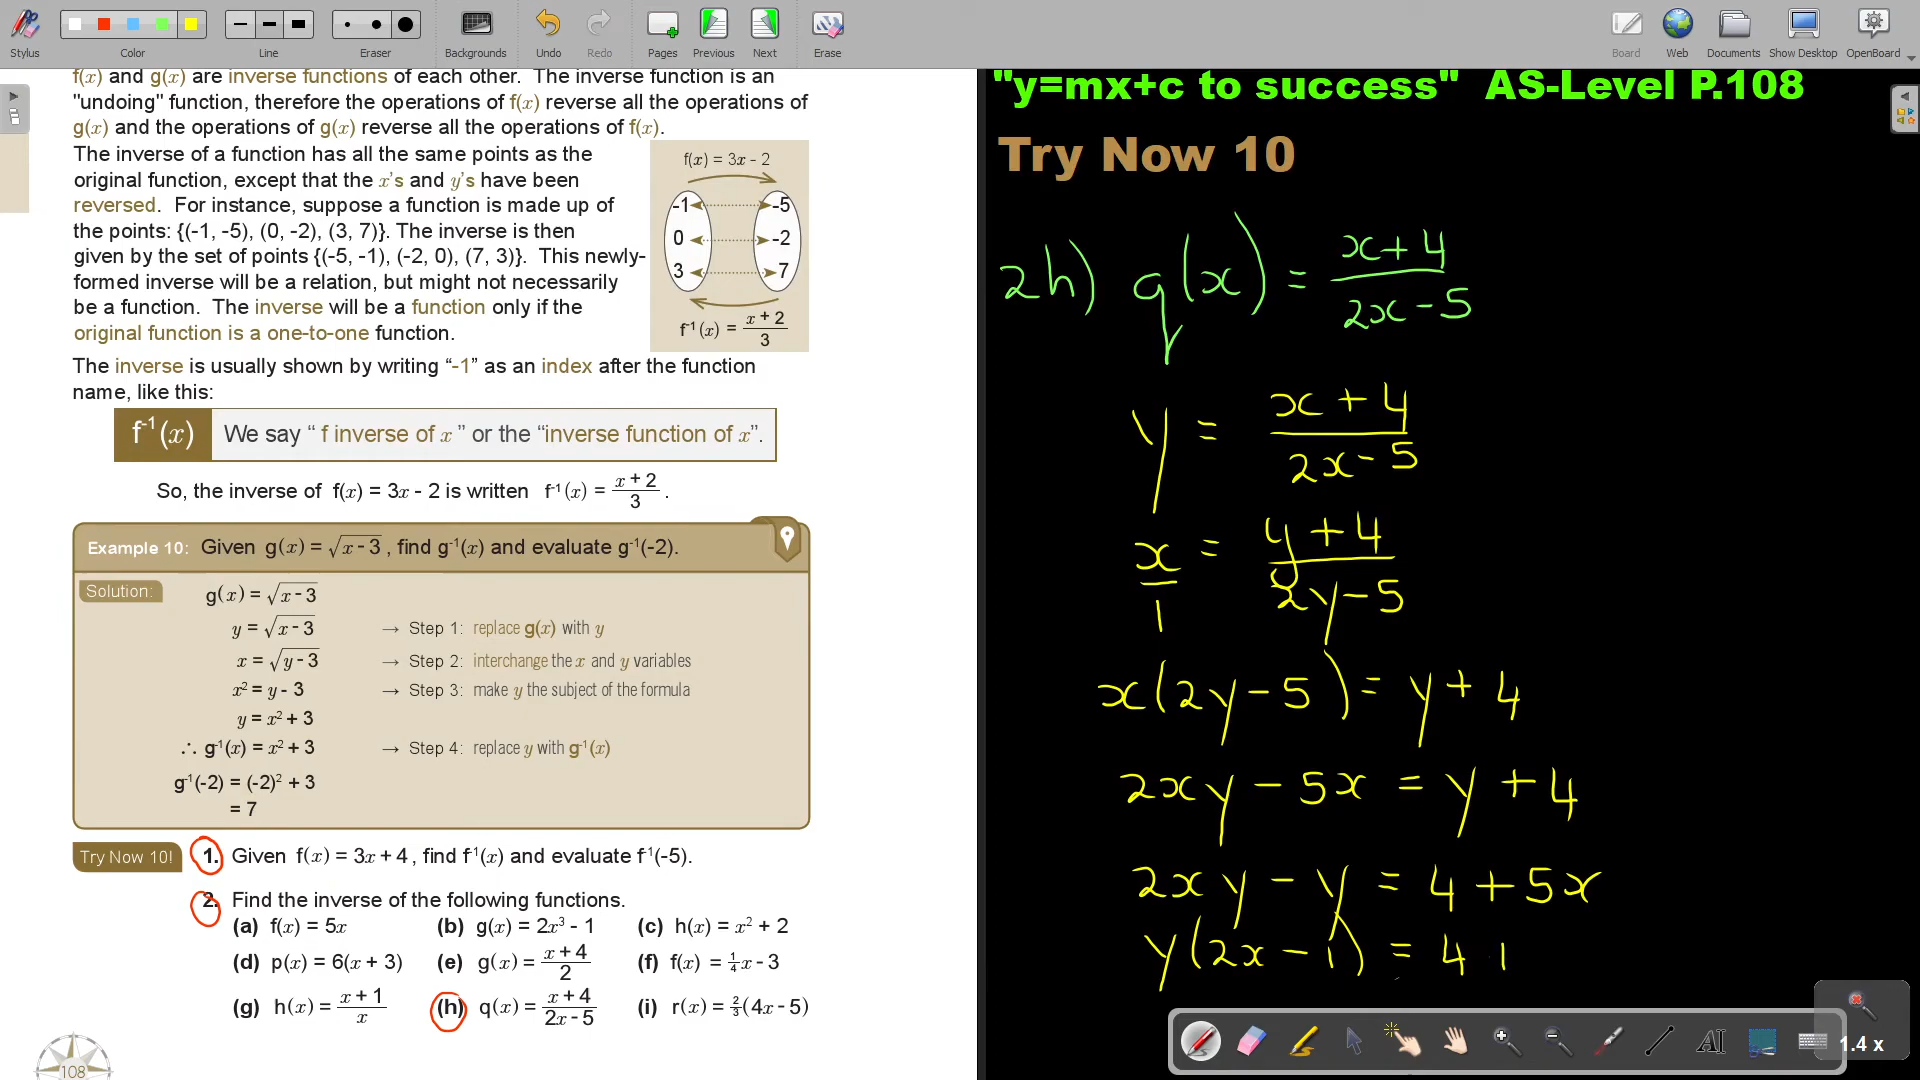 Stylus Color Line Eraser Backgrounds Undo Redo Pages Previous Next Erase Board Web Documents Show Desktop OpenBoard
f(x) and g(x) are inverse functions of each other. The inverse function is an
"undoing" function, therefore the operations of f(x) reverse all the operations of
g(x) and the operations of g(x) reverse all the operations of f(x).
The inverse of a function has all the same points as the
original function, except that the x's and y's have been
reversed. For instance, suppose a function is made up of
the points: {(-1, -5), (0, -2), (3, 7)}. The inverse is then
given by the set of points {(-5, -1), (-2, 0), (7, 3)}. This newly-
formed inverse will be a relation, but might not necessarily
be a function. The inverse will be a function only if the
original function is a one-to-one function.
f(x) = 3x - 2
-1 -5
0 -2
3 7
f⁻¹(x) = (x + 2)/3
The inverse is usually shown by writing “-1” as an index after the function
name, like this:
f⁻¹(x) We say “ f inverse of x ” or the “inverse function of x”.
So, the inverse of f(x) = 3x - 2 is written f⁻¹(x) = (x + 2)/3 .
Example 10: Given g(x) = √(x - 3) , find g⁻¹(x) and evaluate g⁻¹(-2).
Solution: g(x) = √(x - 3)
y = √(x - 3) → Step 1: replace g(x) with y
x = √(y - 3) → Step 2: interchange the x and y variables
x² = y - 3 → Step 3: make y the subject of the formula
y = x² + 3
∴ g⁻¹(x) = x² + 3 → Step 4: replace y with g⁻¹(x)
g⁻¹(-2) = (-2)² + 3
= 7
Try Now 10! 1. Given f(x) = 3x + 4 , find f⁻¹(x) and evaluate f⁻¹(-5).
2. Find the inverse of the following functions.
(a) f(x) = 5x (b) g(x) = 2x³ - 1 (c) h(x) = x² + 2
(d) p(x) = 6(x + 3) (e) g(x) = (x + 4)/2 (f) f(x) = ¼x - 3
(g) h(x) = (x + 1)/x (h) q(x) = (x + 4)/(2x - 5) (i) r(x) = ⅔(4x - 5)
108
"y=mx+c to success" AS-Level P.108
Try Now 10
2h) q(x) = (x + 4)/(2x - 5)
y = (x + 4)/(2x - 5)
x/1 = (y + 4)/(2y - 5)
x(2y - 5) = y + 4
2xy - 5x = y + 4
2xy - y = 4 + 5x
y(2x - 1) = 4 ı
1.4 x